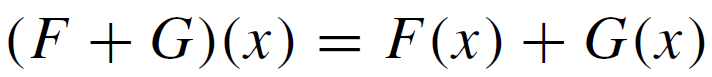 (F + G)(x) = F(x) + G(x)